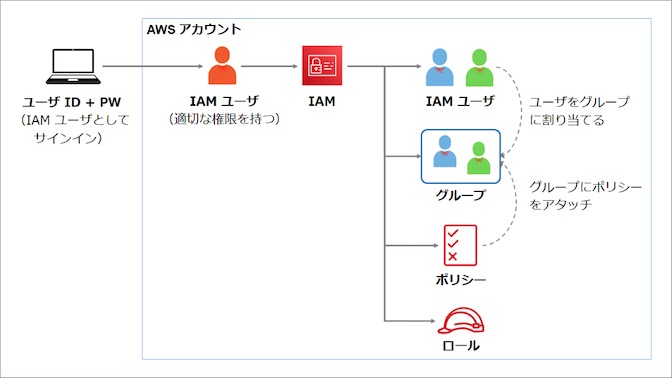 AWS アカウント
ユーザ ID + PW
（IAM ユーザとして
サインイン）
IAM ユーザ
（適切な権限を持つ）
IAM
IAM ユーザ
ユーザをグループ
に割り当てる
グループ
グループにポリシー
をアタッチ
ポリシー
ロール